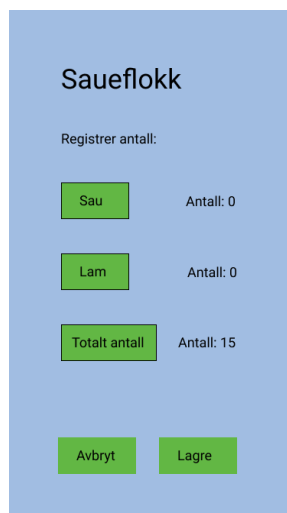 Saueflokk
Registrer antall:
Sau Antall: 0
Lam Antall: 0
Totalt antall Antall: 15
Avbryt Lagre